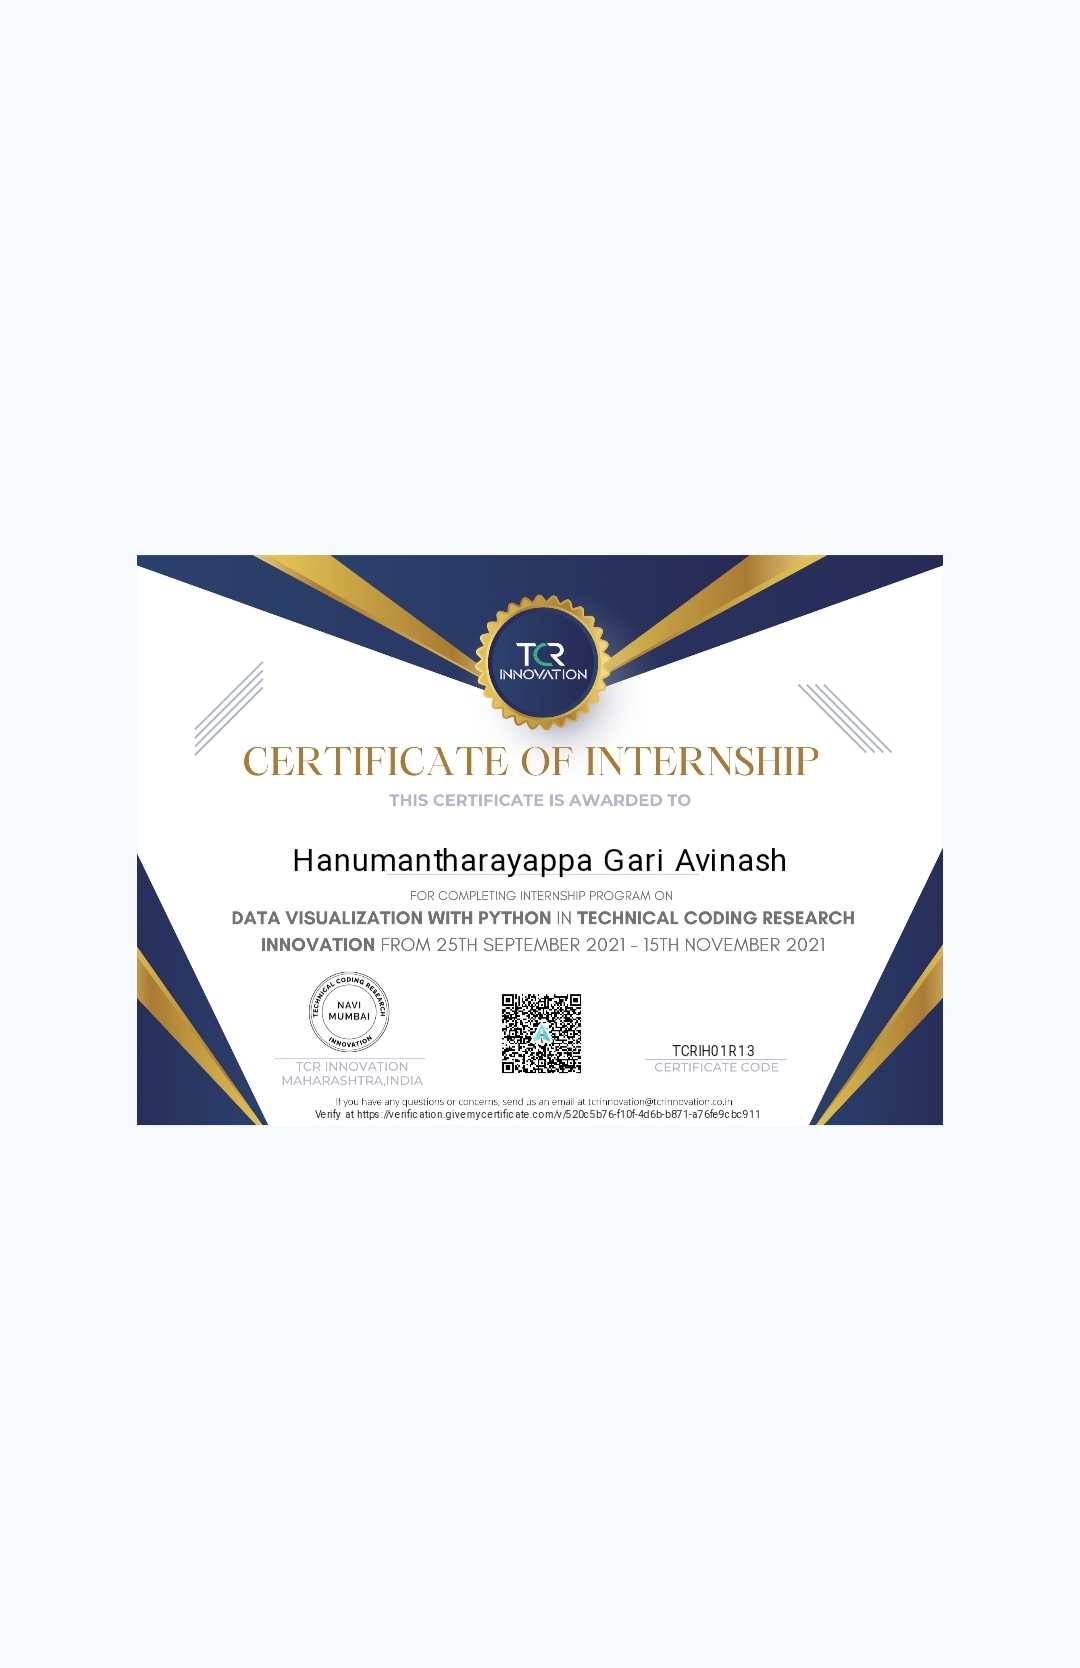 TCR
INNOVATION
CERTIFICATE OF INTERNSHIP
THIS CERTIFICATE IS AWARDED TO
Hanumantharayappa Gari Avinash
FOR COMPLETING INTERNSHIP PROGRAM ON
DATA VISUALIZATION WITH PYTHON IN TECHNICAL CODING RESEARCH
INNOVATION FROM 25TH SEPTEMBER 2021 - 15TH NOVEMBER 2021
TECHNICAL CODING RESEARCH
NAVI
MUMBAI
INNOVATION
TCR INNOVATION
MAHARASHTRA,INDIA
TCRIH01R13
CERTIFICATE CODE
If you have any questions or concerns, send us an email at tcrinnovation@tcrinnovation.co.in
Verify at https://verification.givemycertificate.com/v/520c5b76-f10f-4d6b-b871-a76fe9cbc911